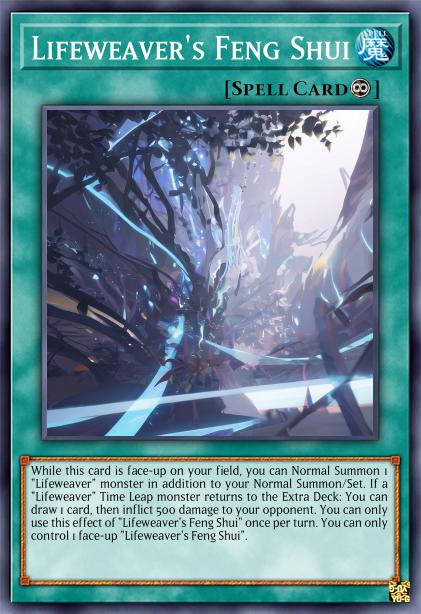 LIFEWEAVER'S FENG SHUI
SPELL
魔
[SPELL CARD]
While this card is face-up on your field, you can Normal Summon 1
"Lifeweaver" monster in addition to your Normal Summon/Set. If a
"Lifeweaver" Time Leap monster returns to the Extra Deck: You can
draw 1 card, then inflict 500 damage to your opponent. You can only
use this effect of "Lifeweaver's Feng Shui" once per turn. You can only
control 1 face-up "Lifeweaver's Feng Shui".